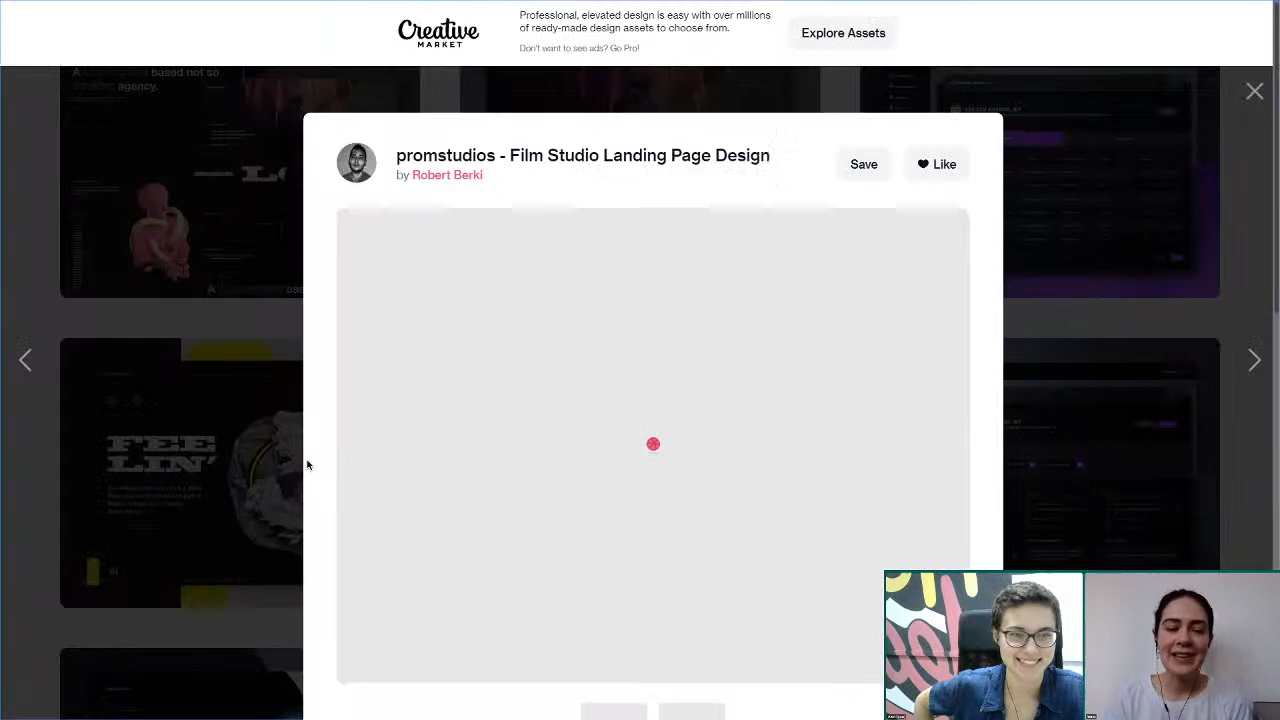 Creative
MARKET
Professional, elevated design is easy with over millions
of ready-made design assets to choose from.
Don't want to see ads? Go Pro!
Explore Assets
A based not so
agency.
promstudios - Film Studio Landing Page Design
by Robert Berki
Save
Like
FEE
LIN'